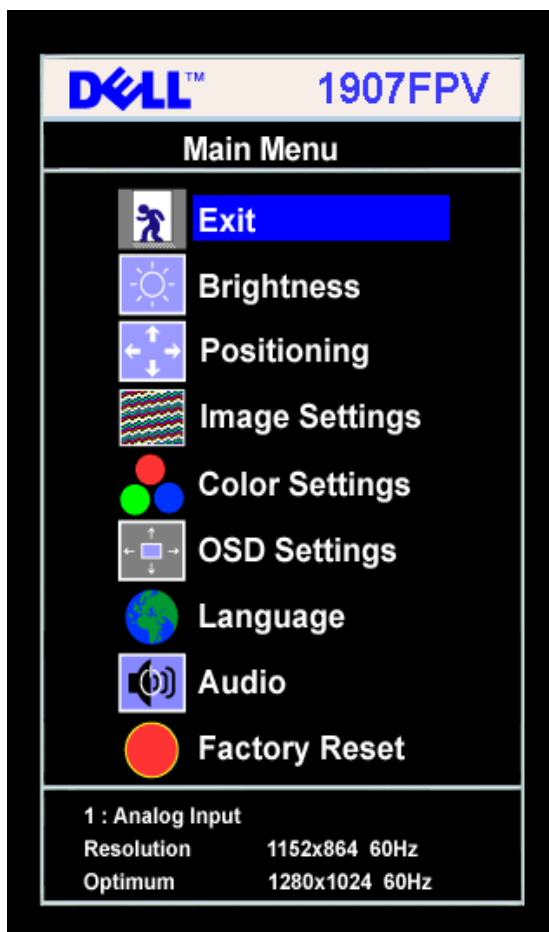 DELL™ 1907FPV
Main Menu
Exit
Brightness
Positioning
Image Settings
Color Settings
OSD Settings
Language
Audio
Factory Reset
1 : Analog Input
Resolution 1152x864 60Hz
Optimum 1280x1024 60Hz